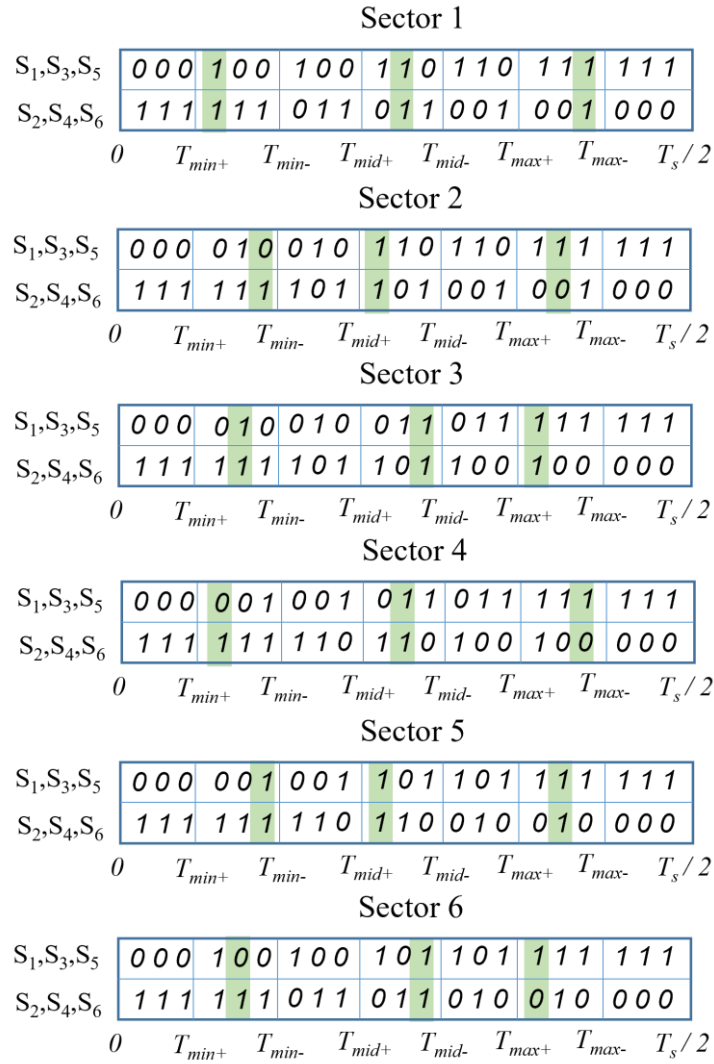 Sector 1
S1,S3,S5 000 100 100 110 110 111 111
S2,S4,S6 111 111 011 011 001 001 000
0 Tmin+ Tmin- Tmid+ Tmid- Tmax+ Tmax- Ts/2
Sector 2
S1,S3,S5 000 010 010 110 110 111 111
S2,S4,S6 111 111 101 101 001 001 000
0 Tmin+ Tmin- Tmid+ Tmid- Tmax+ Tmax- Ts/2
Sector 3
S1,S3,S5 000 010 010 011 011 111 111
S2,S4,S6 111 111 101 101 100 100 000
0 Tmin+ Tmin- Tmid+ Tmid- Tmax+ Tmax- Ts/2
Sector 4
S1,S3,S5 000 001 001 011 011 111 111
S2,S4,S6 111 111 110 110 100 100 000
0 Tmin+ Tmin- Tmid+ Tmid- Tmax+ Tmax- Ts/2
Sector 5
S1,S3,S5 000 001 001 101 101 111 111
S2,S4,S6 111 111 110 110 010 010 000
0 Tmin+ Tmin- Tmid+ Tmid- Tmax+ Tmax- Ts/2
Sector 6
S1,S3,S5 000 100 100 101 101 111 111
S2,S4,S6 111 111 011 011 010 010 000
0 Tmin+ Tmin- Tmid+ Tmid- Tmax+ Tmax- Ts/2